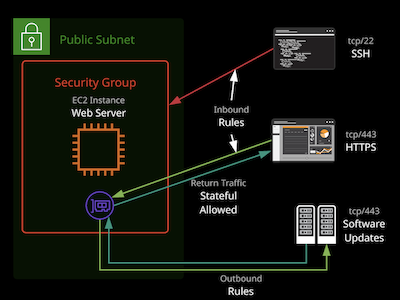 Public Subnet
Security Group
EC2 Instance
Web Server
tcp/22
SSH
Inbound
Rules
tcp/443
HTTPS
Return Traffic
Stateful
Allowed
tcp/443
Software
Updates
Outbound
Rules